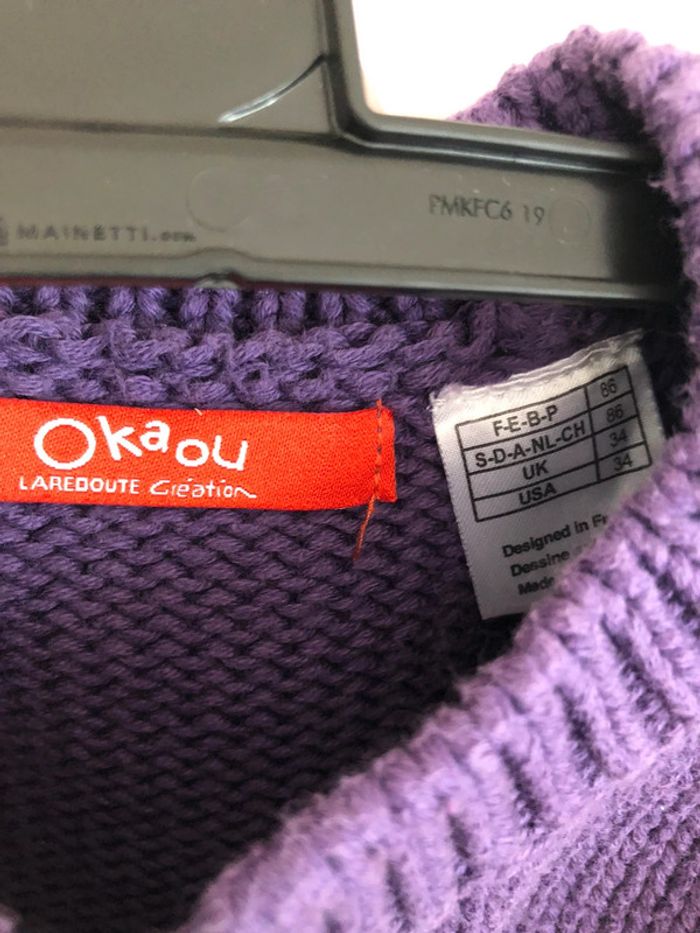 PMKFC6 19
MAINETTI.com
Okaou
LAREDOUTE Création
F-E-B-P 86
S-D-A-NL-CH 86
UK 34
USA 34
Designed in
Dessine
Made